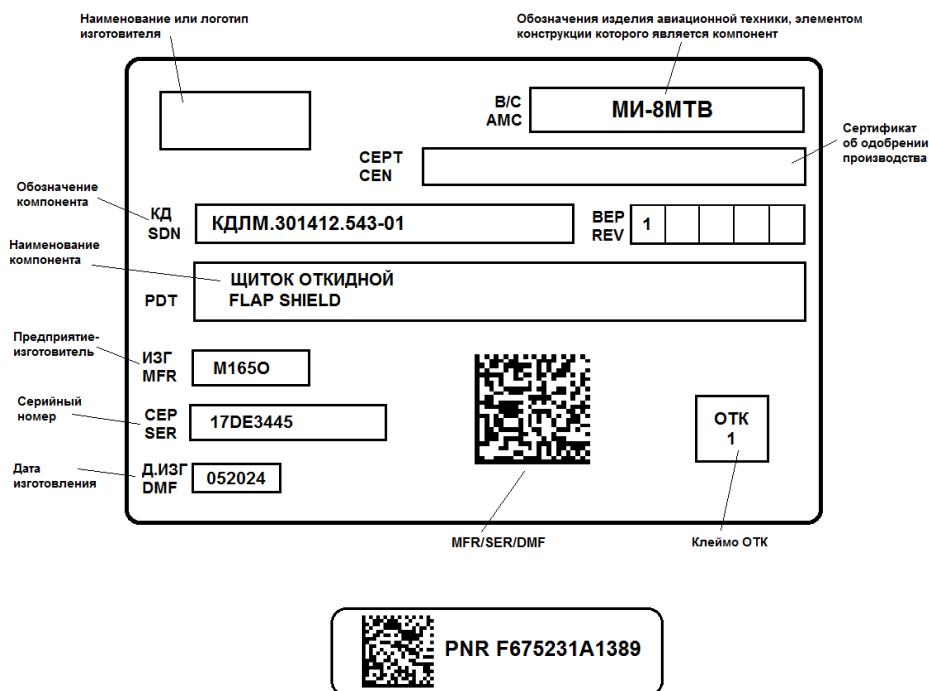 Наименование или логотип
изготовителя
Обозначения изделия авиационной техники, элементом
конструкции которого является компонент
В/С
АМС
МИ-8МТВ
СЕРТ
CEN
Сертификат
об одобрении
производства
Обозначение
компонента
КД
SDN
КДЛМ.301412.543-01
ВЕР
REV
1
Наименование
компонента
PDT
ЩИТОК ОТКИДНОЙ
FLAP SHIELD
Предприятие-
изготовитель
ИЗГ
MFR
М165О
Серийный
номер
СЕР
SER
17DE3445
ОТК
1
Дата
изготовления
Д.ИЗГ
DMF
052024
MFR/SER/DMF
Клеймо ОТК
PNR F675231A1389